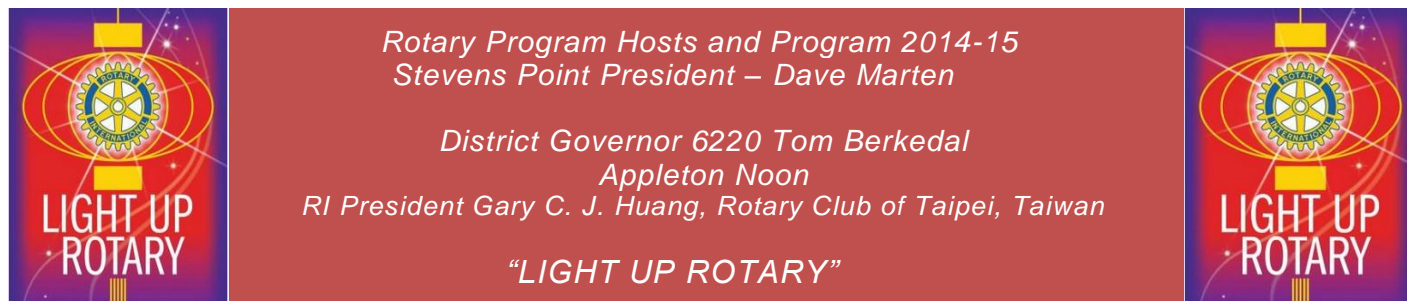 ROTARY
INTERNATIONAL
LIGHT UP
ROTARY
Rotary Program Hosts and Program 2014-15
Stevens Point President – Dave Marten
District Governor 6220 Tom Berkedal
Appleton Noon
RI President Gary C. J. Huang, Rotary Club of Taipei, Taiwan
“LIGHT UP ROTARY”
ROTARY
INTERNATIONAL
LIGHT UP
ROTARY